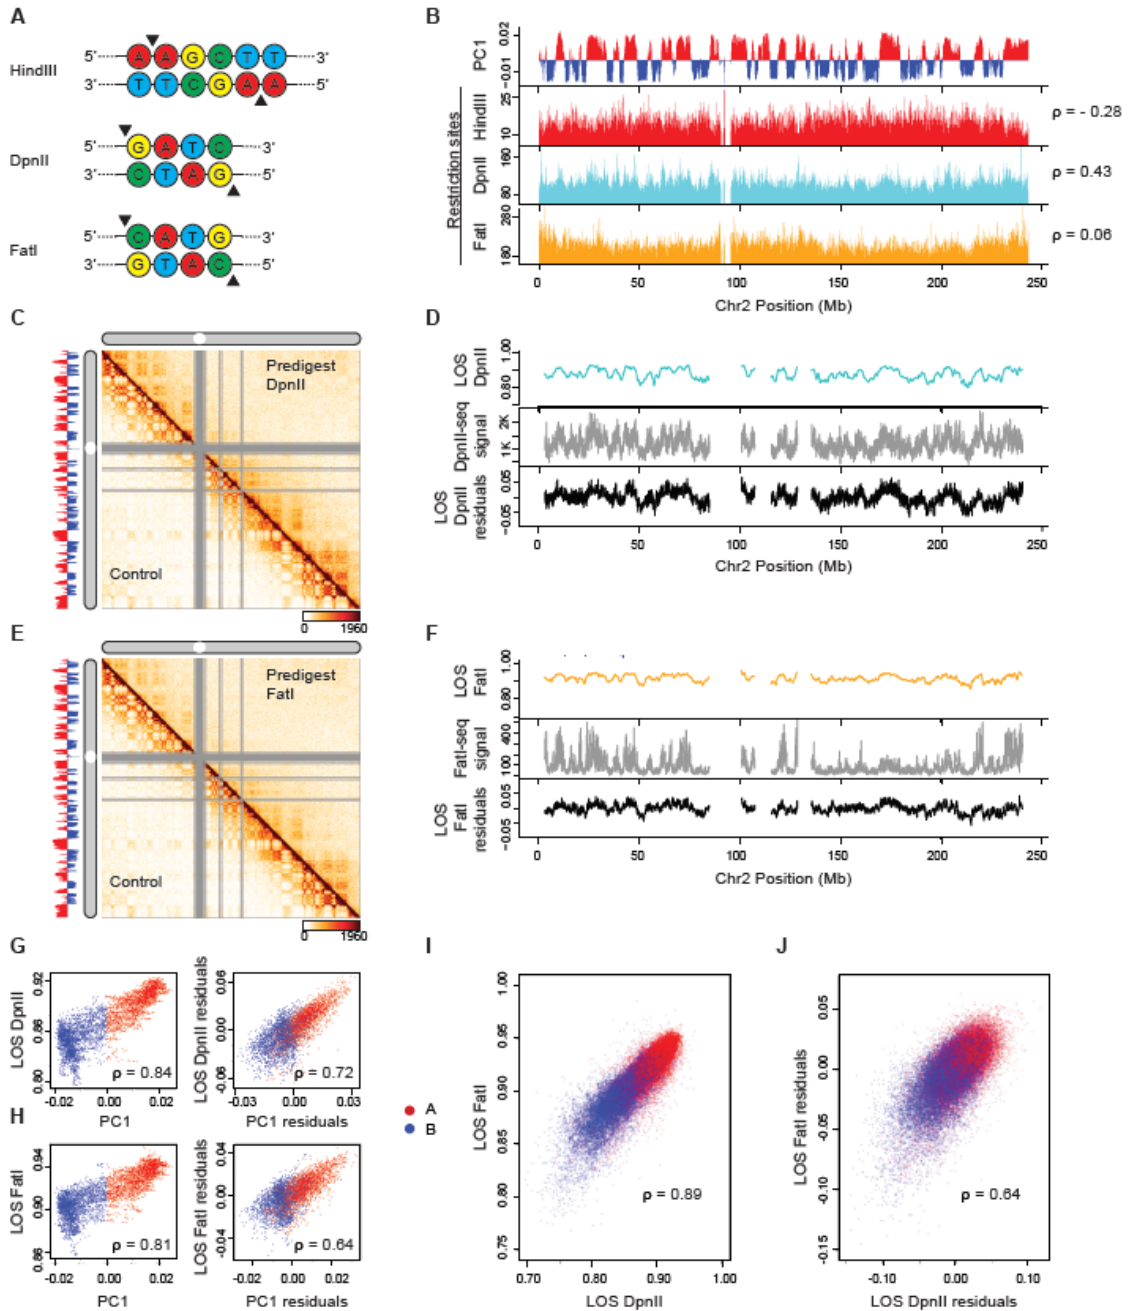 A
HindIII
5'
A A G C T T
3'
3'
T T C G A A
5'
DpnII
5'
G A T C
3'
3'
C T A G
5'
FatI
5'
C A T G
3'
3'
G T A C
5'
B
PC1
0.02
−0.01
Restriction sites
HindIII
25
10
ρ = - 0.28
DpnII
160
80
ρ = 0.43
FatI
280
180
ρ = 0.06
0 50 100 150 200 250
Chr2 Position (Mb)
C
Predigest
DpnII
Control
0 1960
D
LOS
DpnII
1.00
0.80
DpnII-seq
signal
2K
1K
LOS
DpnII
residuals
0.05
−0.05
0 50 100 150 200 250
Chr2 Position (Mb)
E
Predigest
FatI
Control
0 1960
F
LOS
FatI
1.00
0.80
FatI-seq
signal
400
100
LOS
FatI
residuals
0.05
−0.05
0 50 100 150 200 250
Chr2 Position (Mb)
G
LOS DpnII
0.92
0.86
0.80
ρ = 0.84
-0.02 0.00 0.02
PC1
LOS DpnII residuals
0.06
0.00
-0.06
ρ = 0.72
-0.03 0.00 0.03
PC1 residuals
H
LOS FatI
0.94
0.90
0.86
ρ = 0.81
-0.02 0.00 0.02
PC1
LOS FatI residuals
0.04
0.00
-0.04
ρ = 0.64
-0.02 0.00 0.02
PC1 residuals
A
B
I
LOS FatI
1.00
0.95
0.90
0.85
0.80
0.75
ρ = 0.89
0.70 0.80 0.90 1.00
LOS DpnII
J
LOS FatI residuals
0.05
0.00
-0.05
-0.10
-0.15
ρ = 0.64
-0.10 0.00 0.10
LOS DpnII residuals